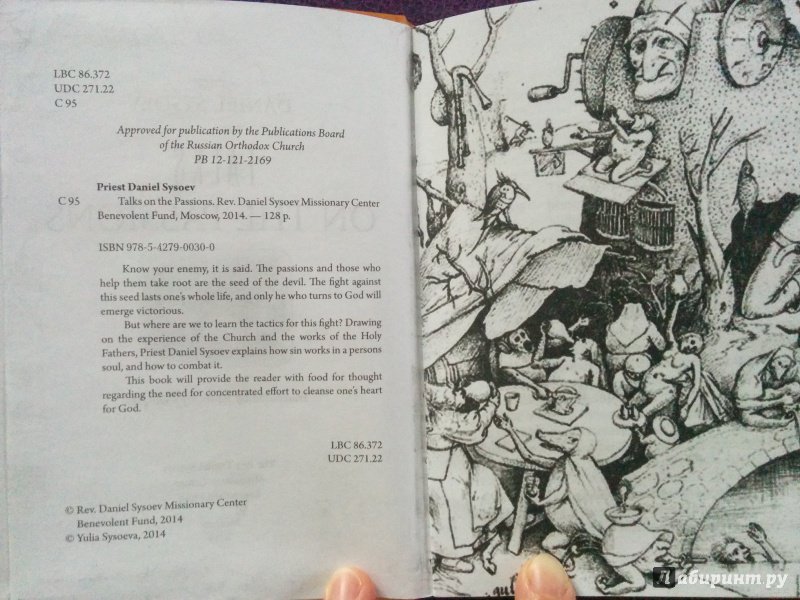 LBC 86.372
UDC 271.22
C 95
Approved for publication by the Publications Board
of the Russian Orthodox Church
PB 12-121-2169
Priest Daniel Sysoev
C 95 Talks on the Passions. Rev. Daniel Sysoev Missionary Center
Benevolent Fund, Moscow, 2014. — 128 p.
ISBN 978-5-4279-0030-0
Know your enemy, it is said. The passions and those who
help them take root are the seed of the devil. The fight against
this seed lasts one's whole life, and only he who turns to God will
emerge victorious.
But where are we to learn the tactics for this fight? Drawing
on the experience of the Church and the works of the Holy
Fathers, Priest Daniel Sysoev explains how sin works in a persons
soul, and how to combat it.
This book will provide the reader with food for thought
regarding the need for concentrated effort to cleanse one's heart
for God.
LBC 86.372
UDC 271.22
© Rev. Daniel Sysoev Missionary Center
Benevolent Fund, 2014
© Yulia Sysoeva, 2014
Лабиринт.ру